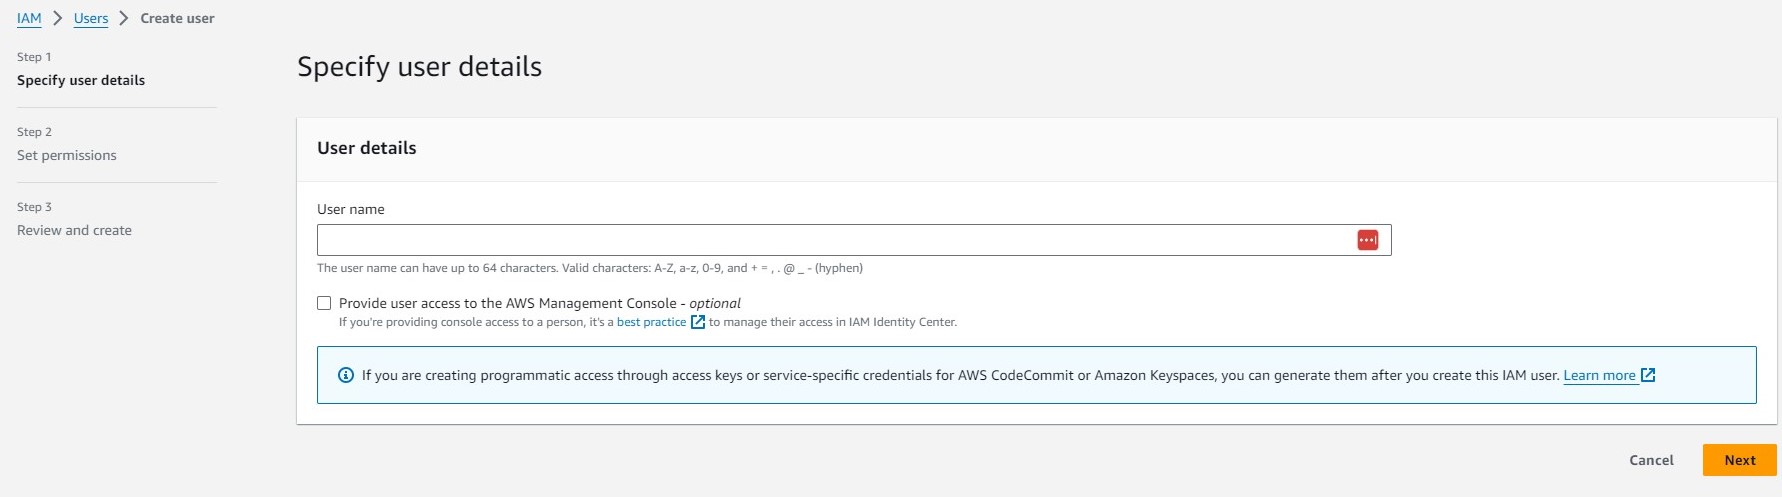 IAM > Users > Create user
Step 1
Specify user details
Step 2
Set permissions
Step 3
Review and create
Specify user details
User details
User name
The user name can have up to 64 characters. Valid characters: A-Z, a-z, 0-9, and + = , . @ _ - (hyphen)
Provide user access to the AWS Management Console - optional
If you're providing console access to a person, it's a best practice to manage their access in IAM Identity Center.
If you are creating programmatic access through access keys or service-specific credentials for AWS CodeCommit or Amazon Keyspaces, you can generate them after you create this IAM user. Learn more
Cancel
Next